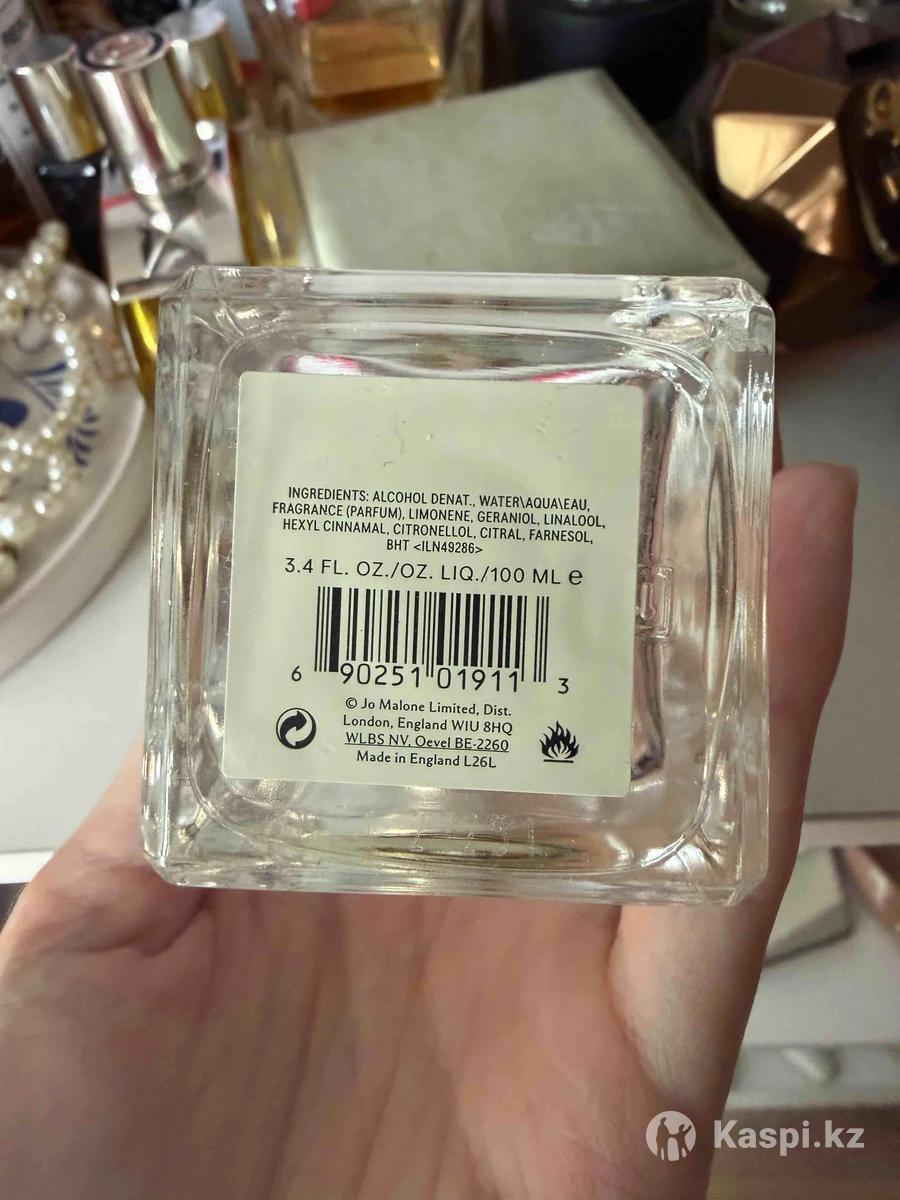 INGREDIENTS: ALCOHOL DENAT., WATER\AQUA\EAU,
FRAGRANCE (PARFUM), LIMONENE, GERANIOL, LINALOOL,
HEXYL CINNAMAL, CITRONELLOL, CITRAL, FARNESOL,
BHT <ILN49286>
3.4 FL. OZ./OZ. LIQ./100 ML e
6 90251 01911 3
© Jo Malone Limited, Dist.
London, England W1U 8HQ
WLBS NV, Oevel BE-2260
Made in England L26L
Kaspi.kz